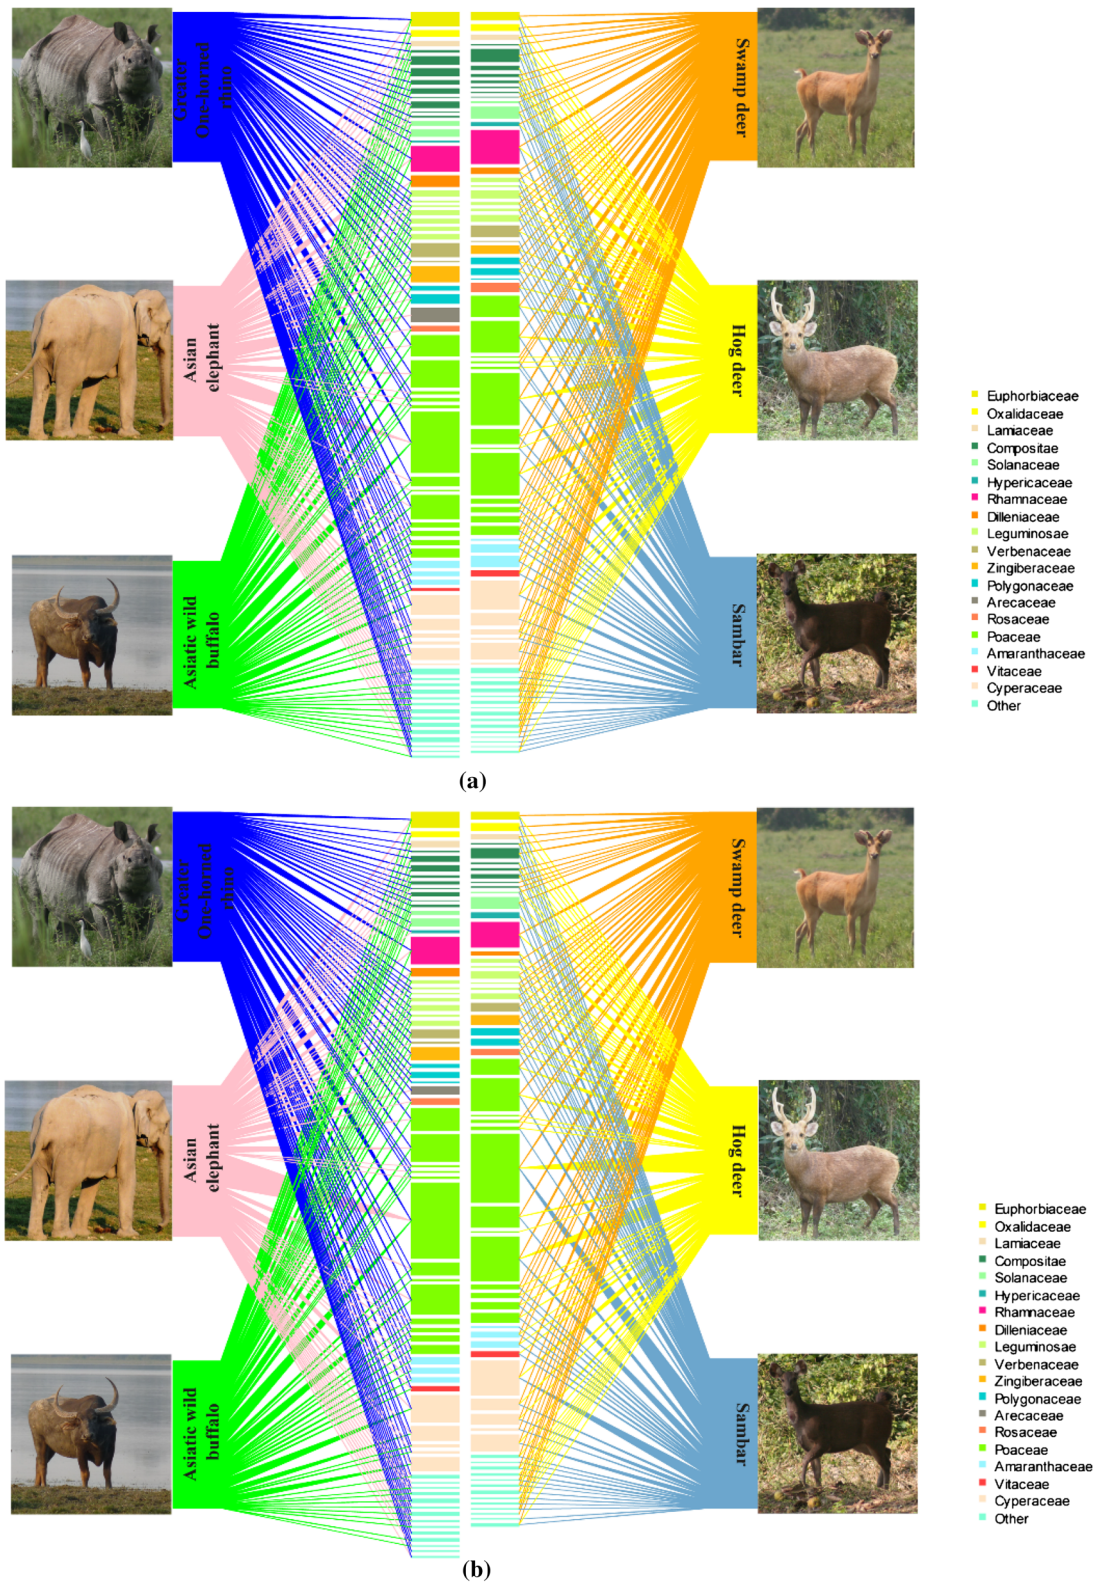 Greater
One-horned
rhino
Swamp deer
Asian
elephant
Hog deer
Asiatic wild
buffalo
Sambar
Euphorbiaceae
Oxalidaceae
Lamiaceae
Compositae
Solanaceae
Hypericaceae
Rhamnaceae
Dilleniaceae
Leguminosae
Verbenaceae
Zingiberaceae
Polygonaceae
Arecaceae
Rosaceae
Poaceae
Amaranthaceae
Vitaceae
Cyperaceae
Other
(a)
Greater
One-horned
rhino
Swamp deer
Asian
elephant
Hog deer
Asiatic wild
buffalo
Sambar
Euphorbiaceae
Oxalidaceae
Lamiaceae
Compositae
Solanaceae
Hypericaceae
Rhamnaceae
Dilleniaceae
Leguminosae
Verbenaceae
Zingiberaceae
Polygonaceae
Arecaceae
Rosaceae
Poaceae
Amaranthaceae
Vitaceae
Cyperaceae
Other
(b)